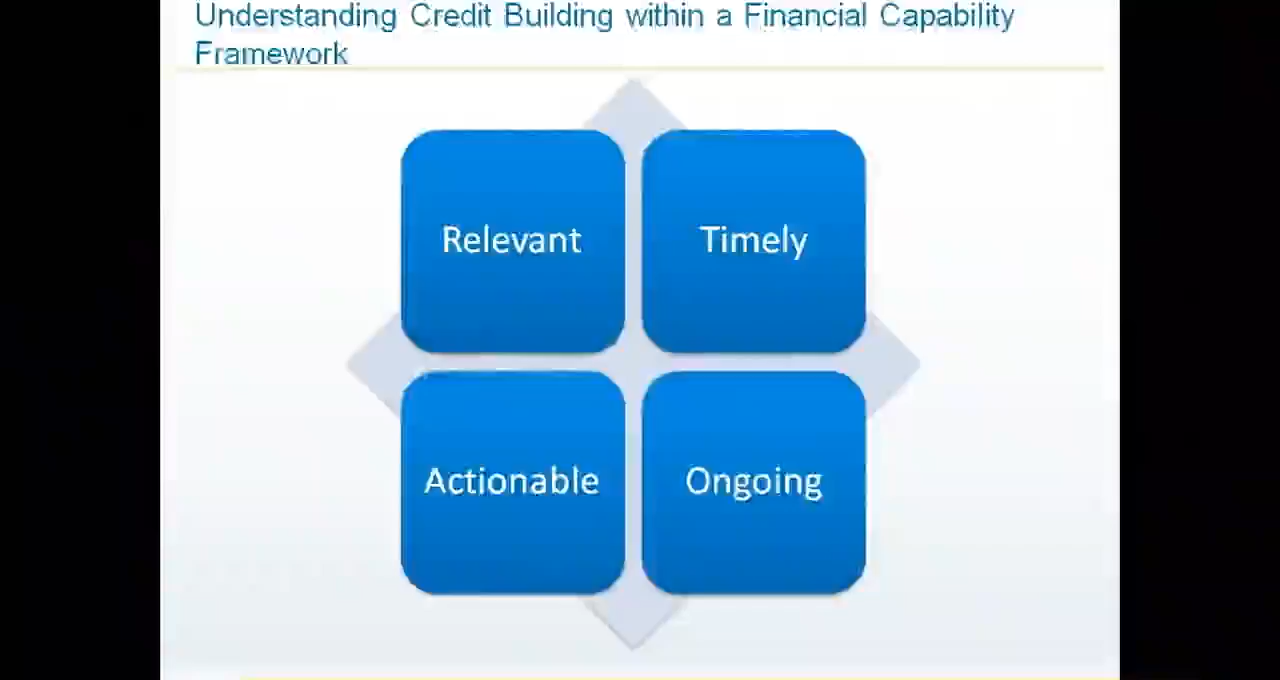 Understanding Credit Building within a Financial Capability
Framework
Relevant
Timely
Actionable
Ongoing